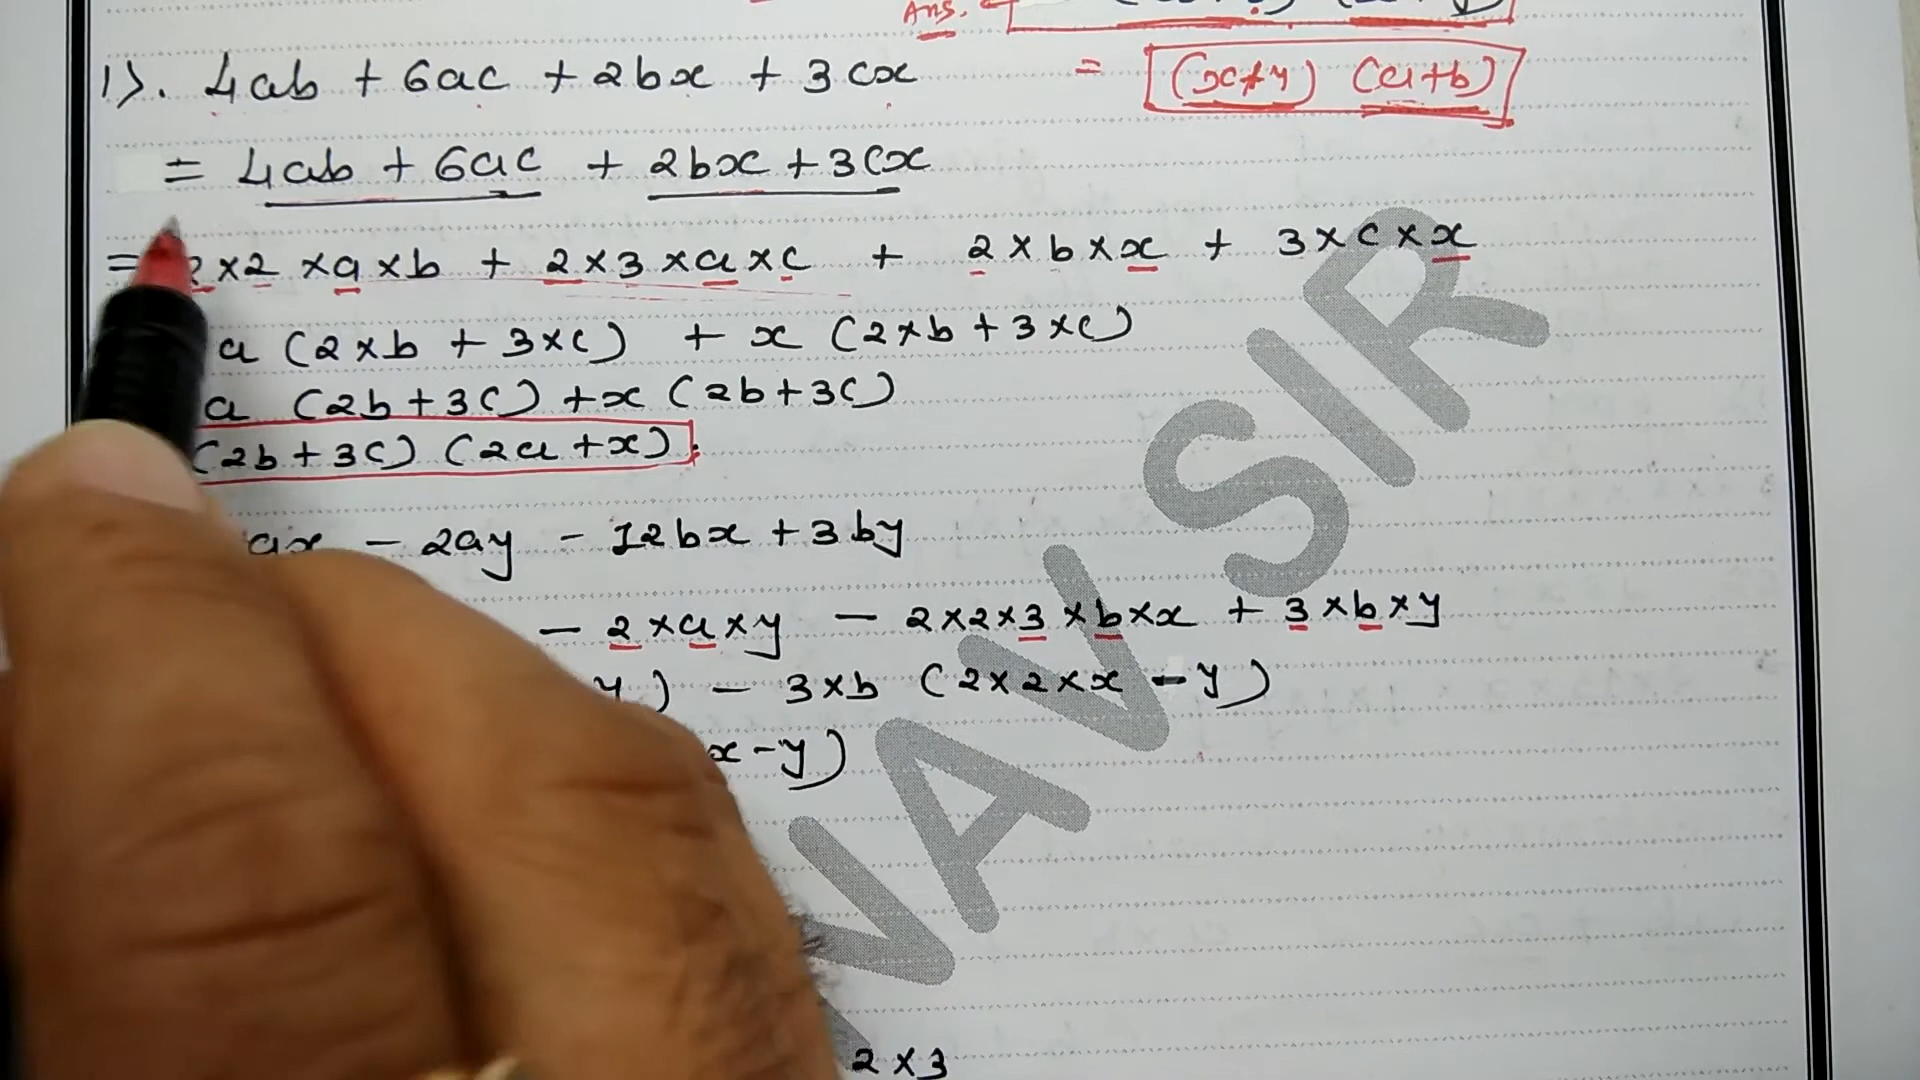 Ans.
1). 4ab + 6ac + 2bx + 3cx = (x+y) (a+b)
= 4ab + 6ac + 2bx + 3cx
= 2 × 2 × a × b + 2 × 3 × a × c + 2 × b × x + 3 × c × x
a (2 × b + 3 × c) + x (2 × b + 3 × c)
a (2b + 3c) + x (2b + 3c)
(2b + 3c) (2a + x)
ax - 2ay - 12bx + 3by
- 2 × a × y - 2 × 2 × 3 × b × x + 3 × b × y
y) - 3 × b (2 × 2 × x - y)
x - y)
2 × 3
NAV SIR